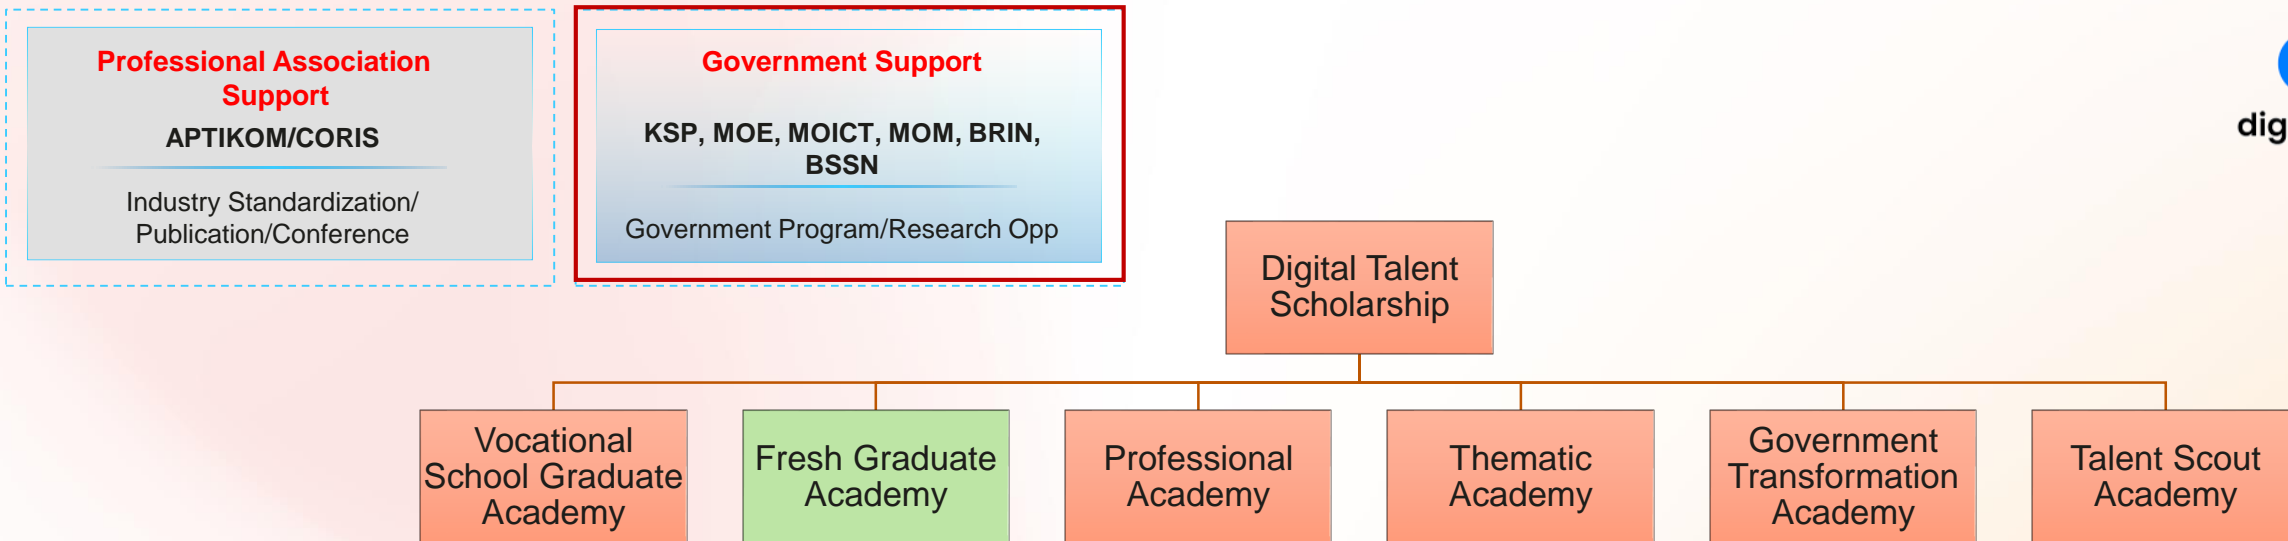 Professional Association
Support
APTIKOM/CORIS
Industry Standardization/
Publication/Conference
Government Support
KSP, MOE, MOICT, MOM, BRIN,
BSSN
Government Program/Research Opp
Digital Talent
Scholarship
Vocational
School Graduate
Academy
Fresh Graduate
Academy
Professional
Academy
Thematic
Academy
Government
Transformation
Academy
Talent Scout
Academy